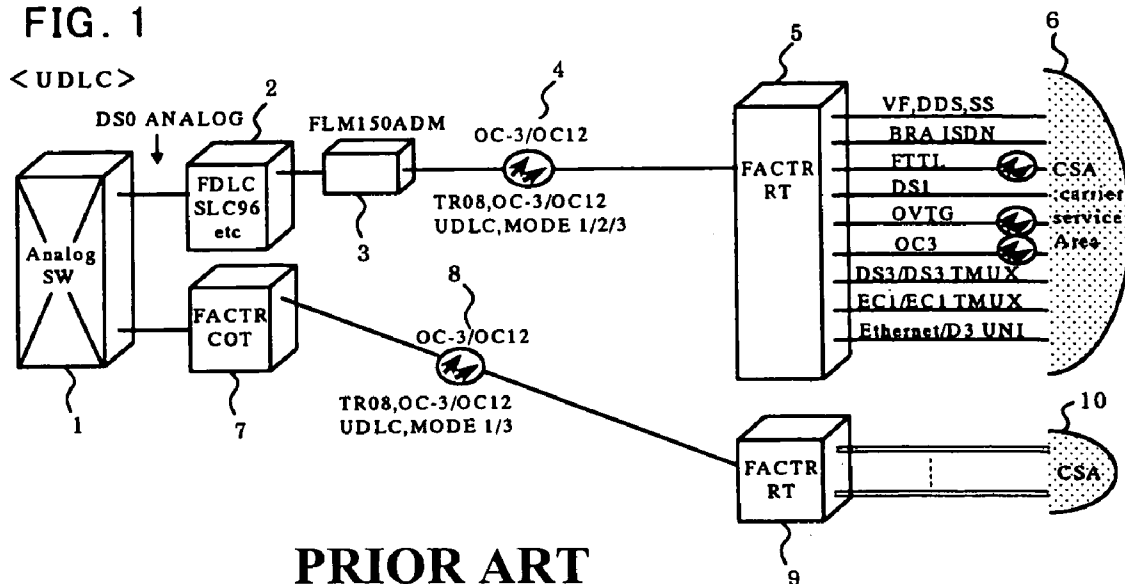 FIG. 1
<UDLC>
DS0 ANALOG
2
FLM150ADM
4
OC-3/OC12
5
6
Analog
SW
FDLC
SLC96
etc
3
TR08,OC-3/OC12
UDLC,MODE 1/2/3
FACTR
RT
VF,DDS,SS
BRA ISDN
FTTL
DS1
OVTG
OC3
DS3/DS3 TMUX
EC1/EC1 TMUX
Ethernet/D3 UNI
CSA
carrier
service
Area
1
FACTR
COT
7
8
OC-3/OC12
TR08,OC-3/OC12
UDLC,MODE 1/3
FACTR
RT
9
10
CSA
PRIOR ART